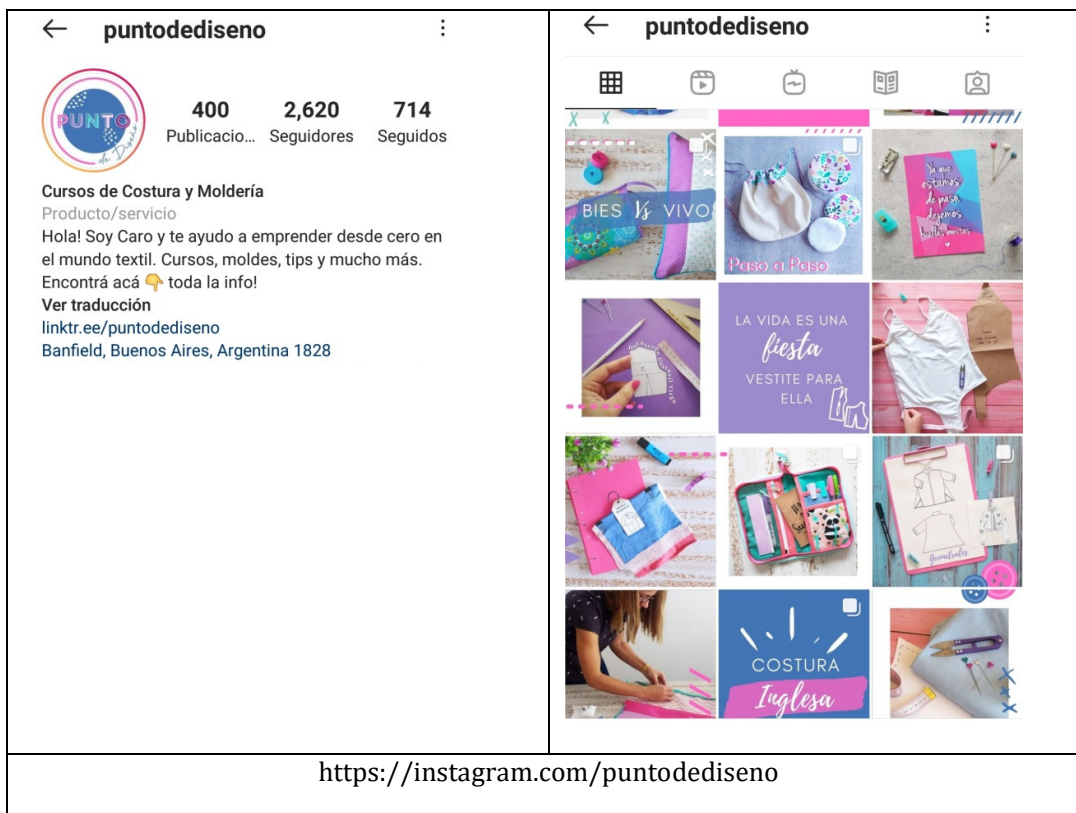 puntodediseno
PUNTO
de Diseño
400
2,620
714
Publicacio...
Seguidores
Seguidos
Cursos de Costura y Moldería
Producto/servicio
Hola! Soy Caro y te ayudo a emprender desde cero en
el mundo textil. Cursos, moldes, tips y mucho más.
Encontrá acá 👇 toda la info!
Ver traducción
linktr.ee/puntodediseno
Banfield, Buenos Aires, Argentina 1828
puntodediseno
BIES Vs VIVO
Paso a Paso
Ya que
estamos
de paso,
dejemos
huellas bonitas
LA VIDA ES UNA
fiesta
VESTITE PARA
ELLA
Geometrales
COSTURA
Inglesa
https://instagram.com/puntodediseno